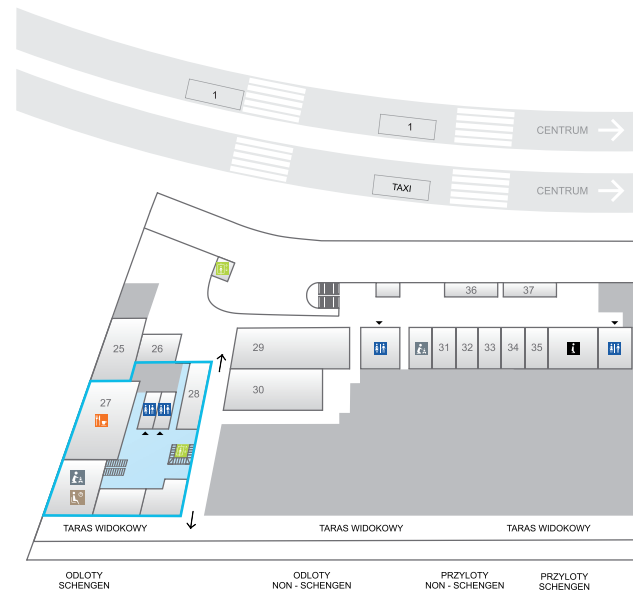 1
1
CENTRUM
TAXI
CENTRUM
36
37
25
26
29
31
32
33
34
35
30
28
27
TARAS WIDOKOWY
TARAS WIDOKOWY
TARAS WIDOKOWY
ODLOTY
SCHENGEN
ODLOTY
NON - SCHENGEN
PRZYLOTY
NON - SCHENGEN
PRZYLOTY
SCHENGEN